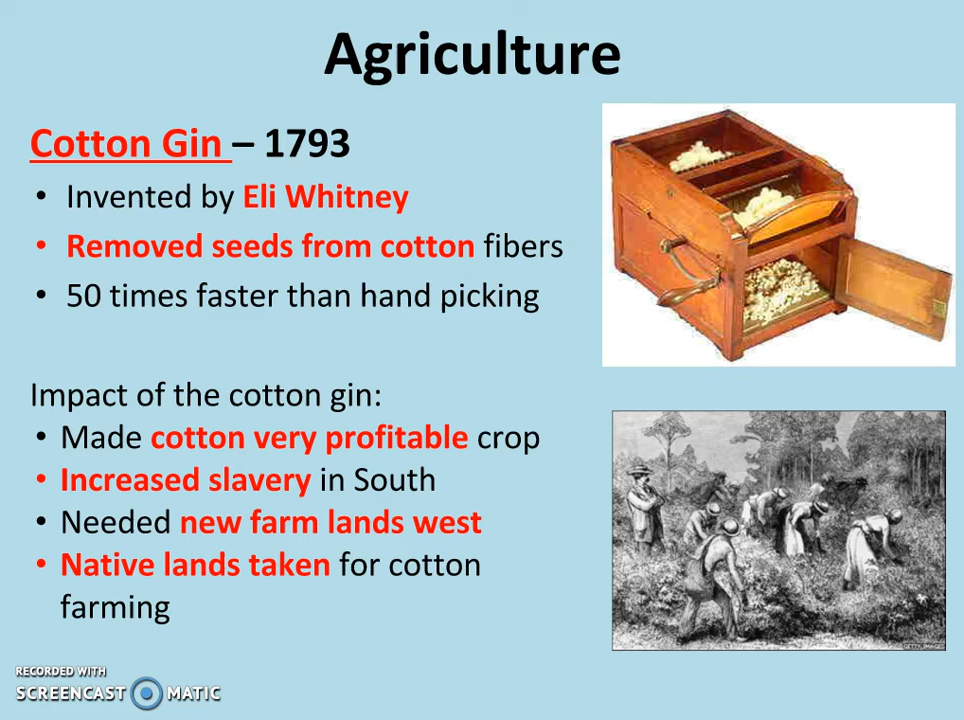 Agriculture
Cotton Gin – 1793
• Invented by Eli Whitney
• Removed seeds from cotton fibers
• 50 times faster than hand picking
Impact of the cotton gin:
• Made cotton very profitable crop
• Increased slavery in South
• Needed new farm lands west
• Native lands taken for cotton
farming
GETTY IMAGES
RECORDED WITH
SCREENCAST MATIC